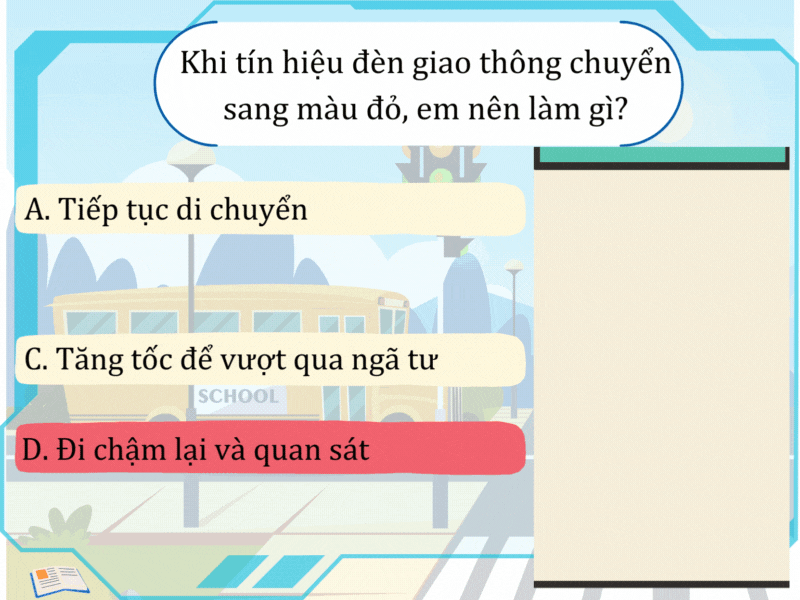 Khi tín hiệu đèn giao thông chuyển
sang màu đỏ, em nên làm gì?
A. Tiếp tục di chuyển
C. Tăng tốc để vượt qua ngã tư
SCHOOL
D. Đi chậm lại và quan sát